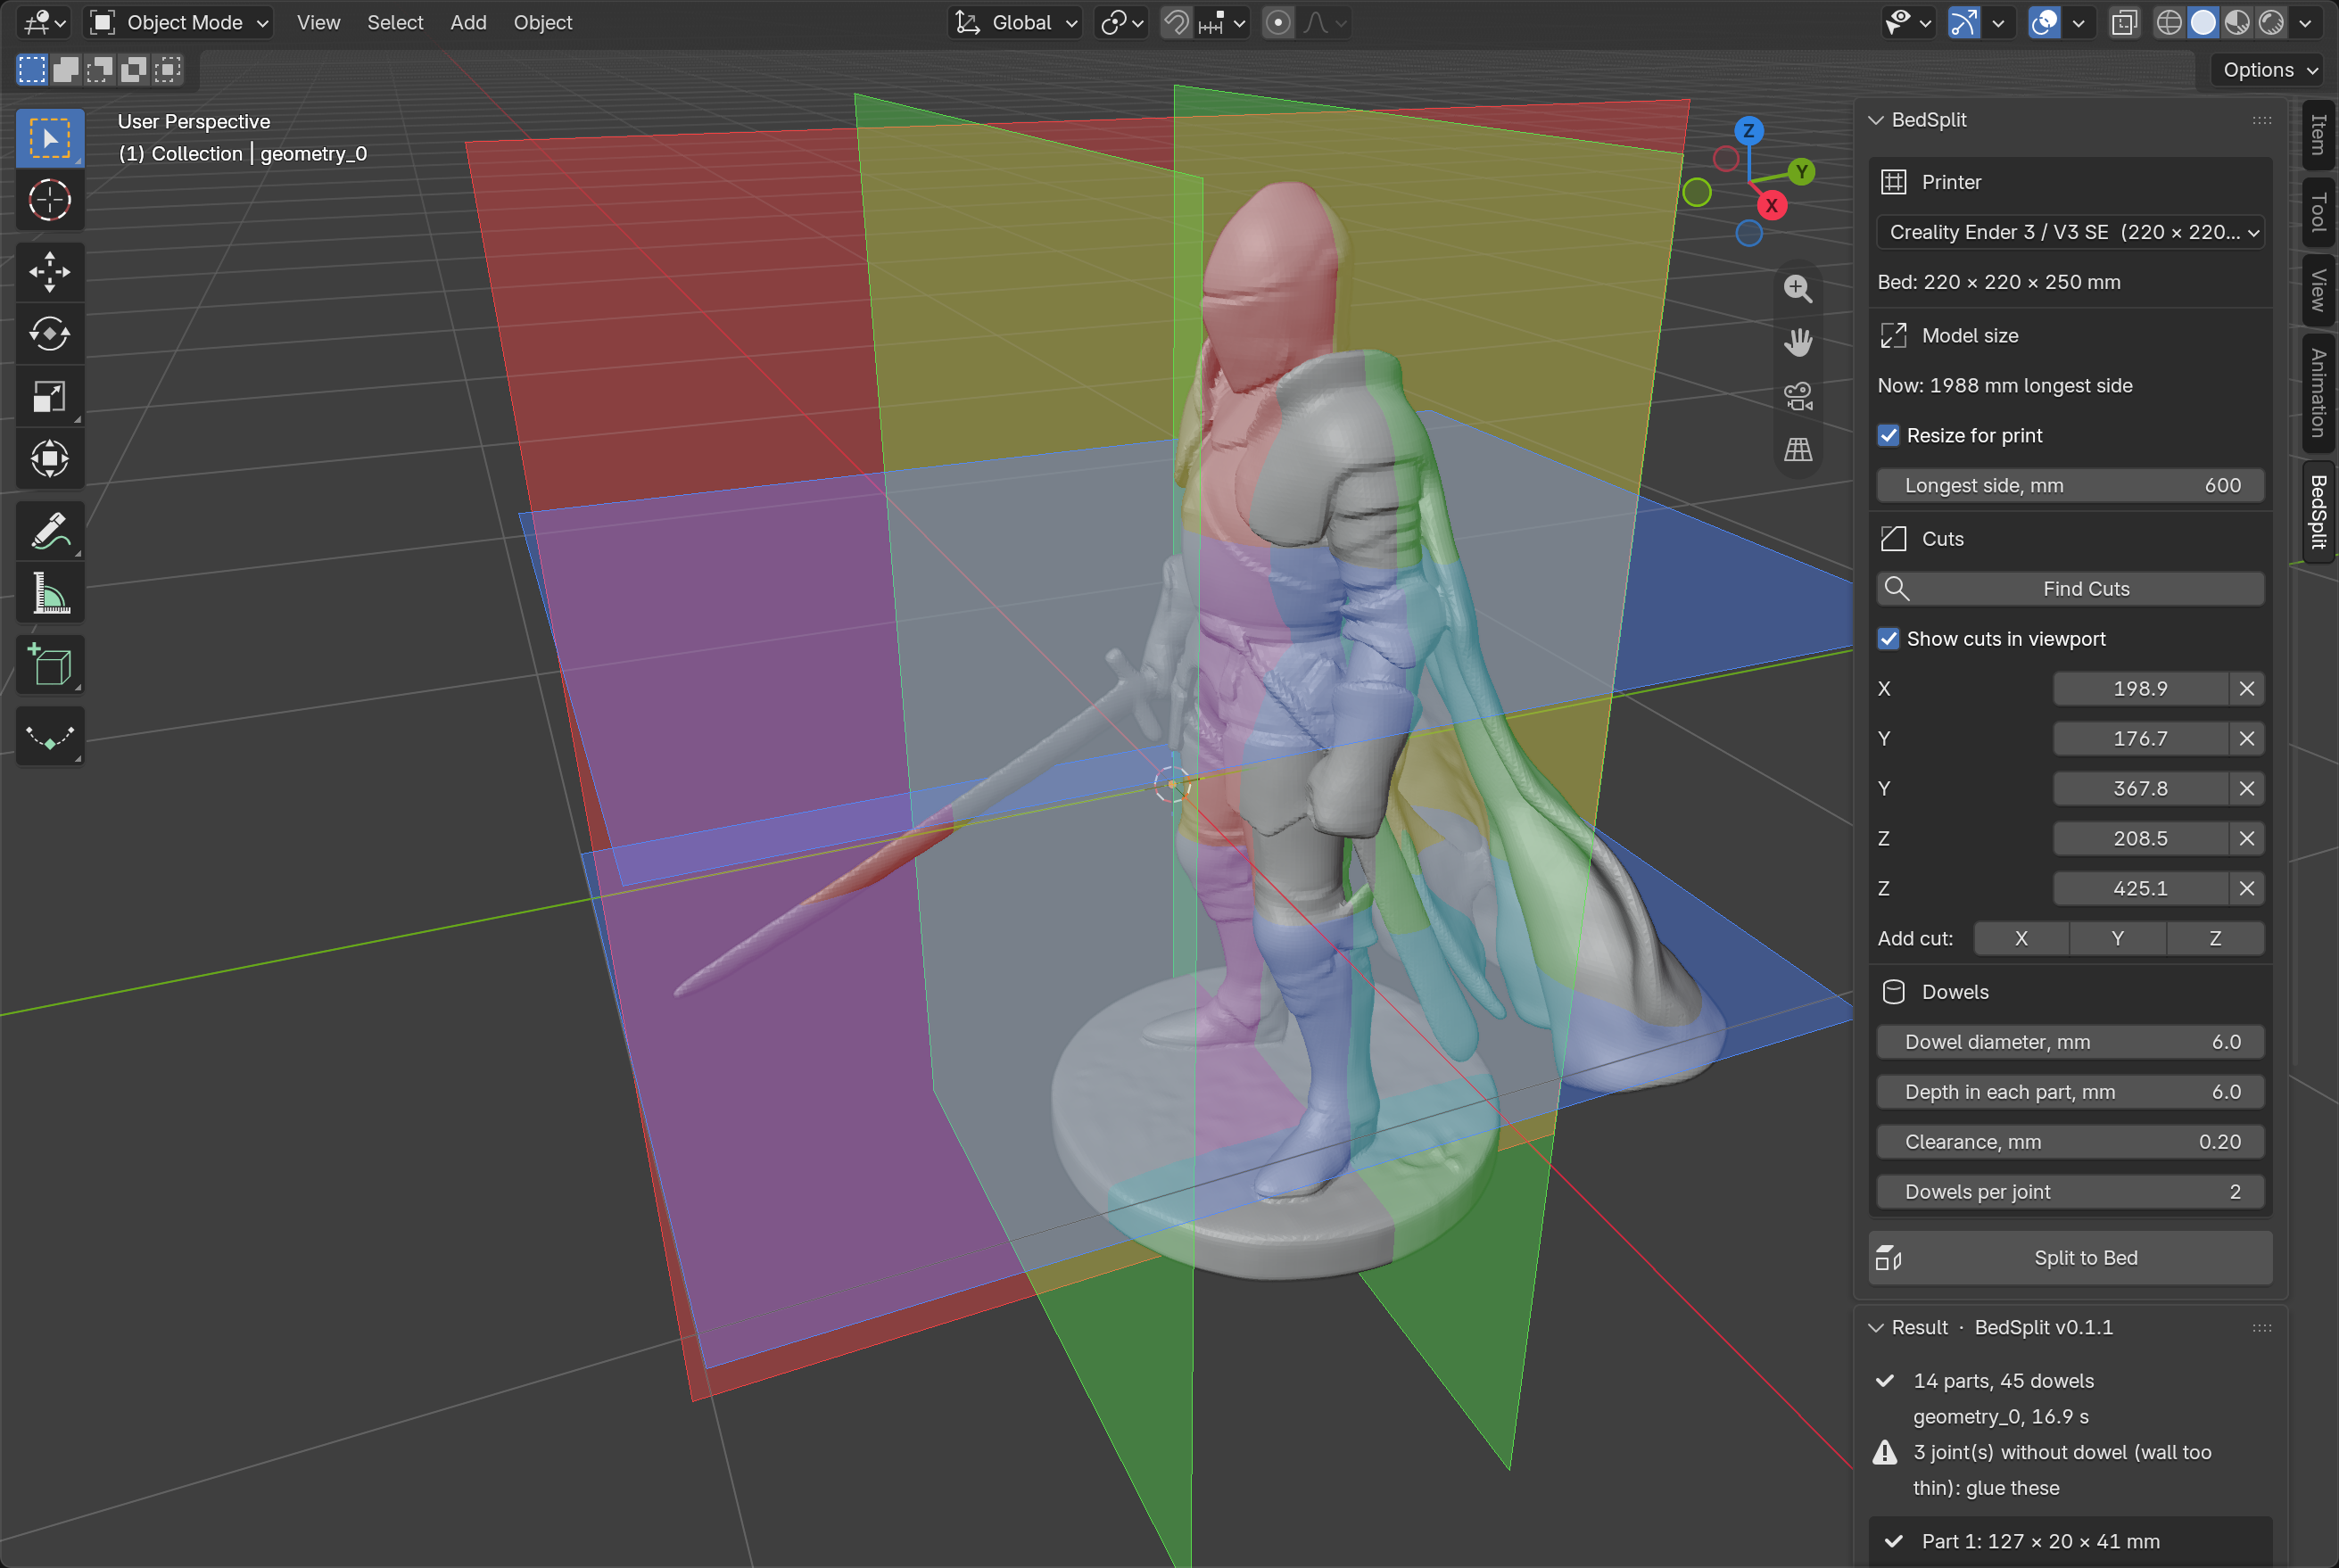 Object Mode
View
Select
Add
Object
Global
Options
User Perspective
(1) Collection | geometry_0
Z
Y
X
Item
Tool
View
Animation
BedSplit
BedSplit
Printer
Creality Ender 3 / V3 SE (220 × 220...
Bed: 220 × 220 × 250 mm
Model size
Now: 1988 mm longest side
Resize for print
Longest side, mm 600
Cuts
Find Cuts
Show cuts in viewport
X 198.9
Y 176.7
Y 367.8
Z 208.5
Z 425.1
Add cut: X Y Z
Dowels
Dowel diameter, mm 6.0
Depth in each part, mm 6.0
Clearance, mm 0.20
Dowels per joint 2
Split to Bed
Result · BedSplit v0.1.1
14 parts, 45 dowels
geometry_0, 16.9 s
3 joint(s) without dowel (wall too
thin): glue these
Part 1: 127 × 20 × 41 mm